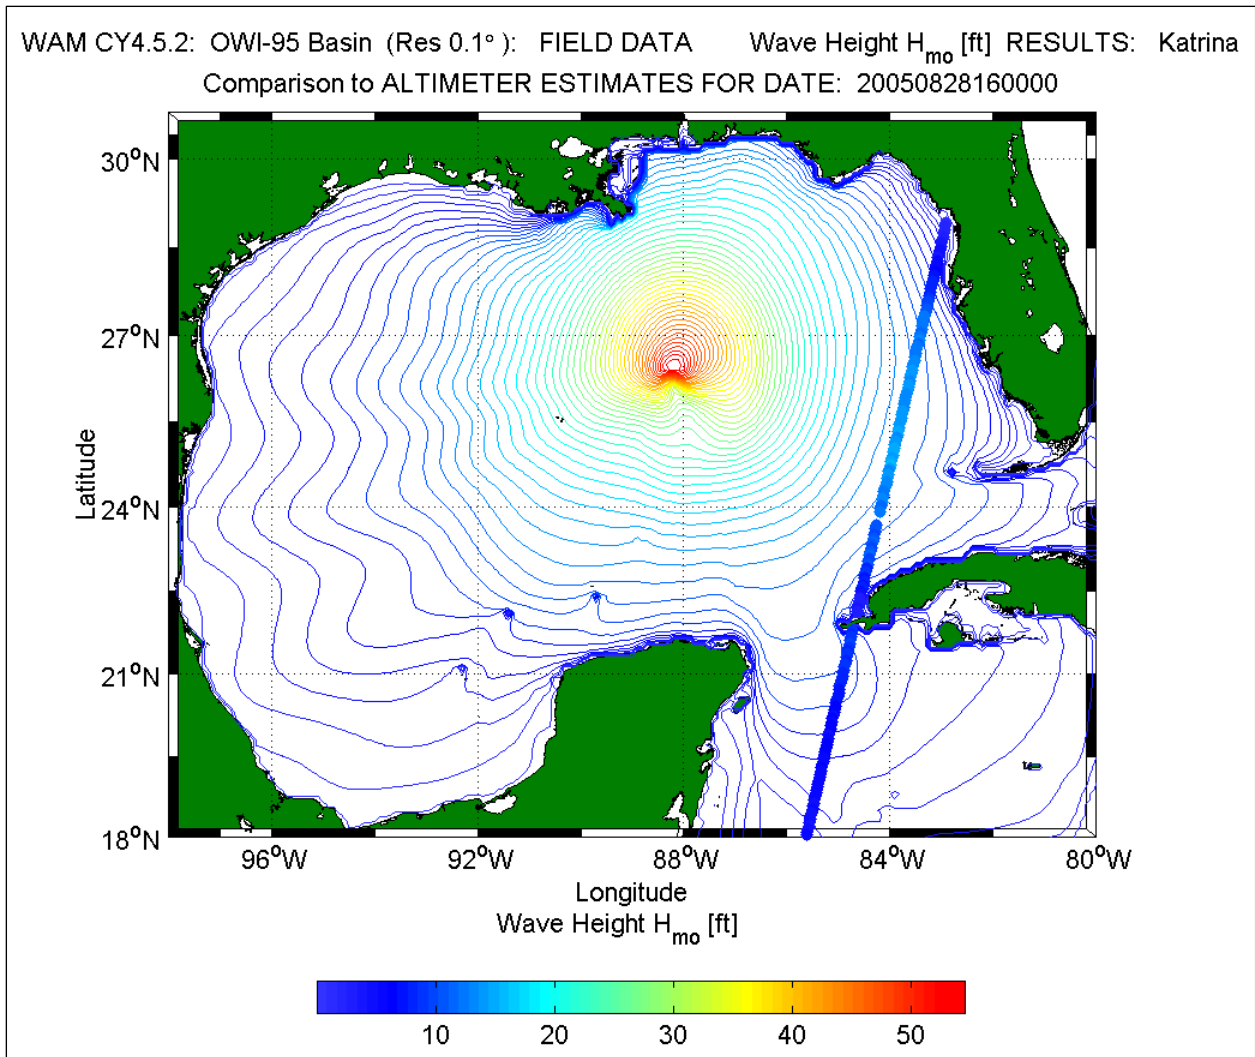 WAM CY4.5.2: OWI-95 Basin (Res 0.1° ): FIELD DATA Wave Height Hmo [ft] RESULTS: Katrina
Comparison to ALTIMETER ESTIMATES FOR DATE: 20050828160000
30°N
27°N
24°N
21°N
18°N
Latitude
96°W 92°W 88°W 84°W 80°W
Longitude
Wave Height Hmo [ft]
10 20 30 40 50